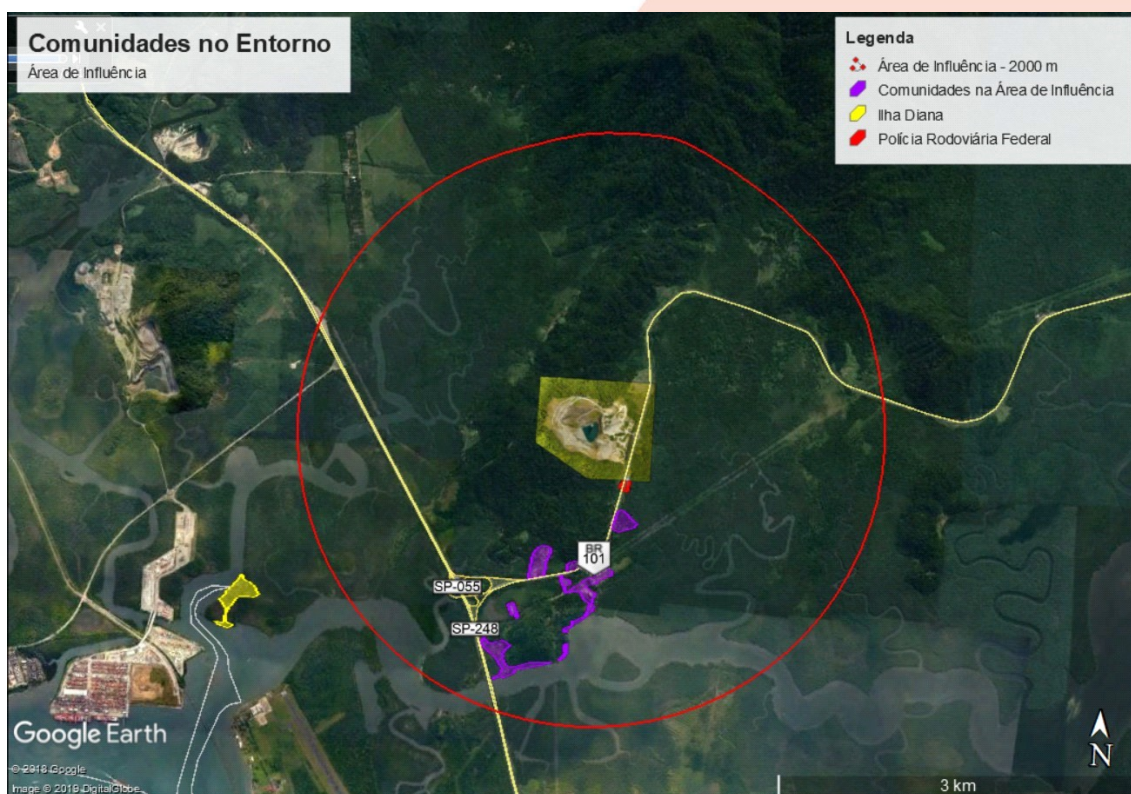 Comunidades no Entorno
Área de Influência
Legenda
Área de Influência - 2000 m
Comunidades na Área de Influência
Ilha Diana
Polícia Rodoviária Federal
BR
101
SP-055
SP-248
Google Earth
© 2018 Google
Image © 2019 DigitalGlobe
N
3 km